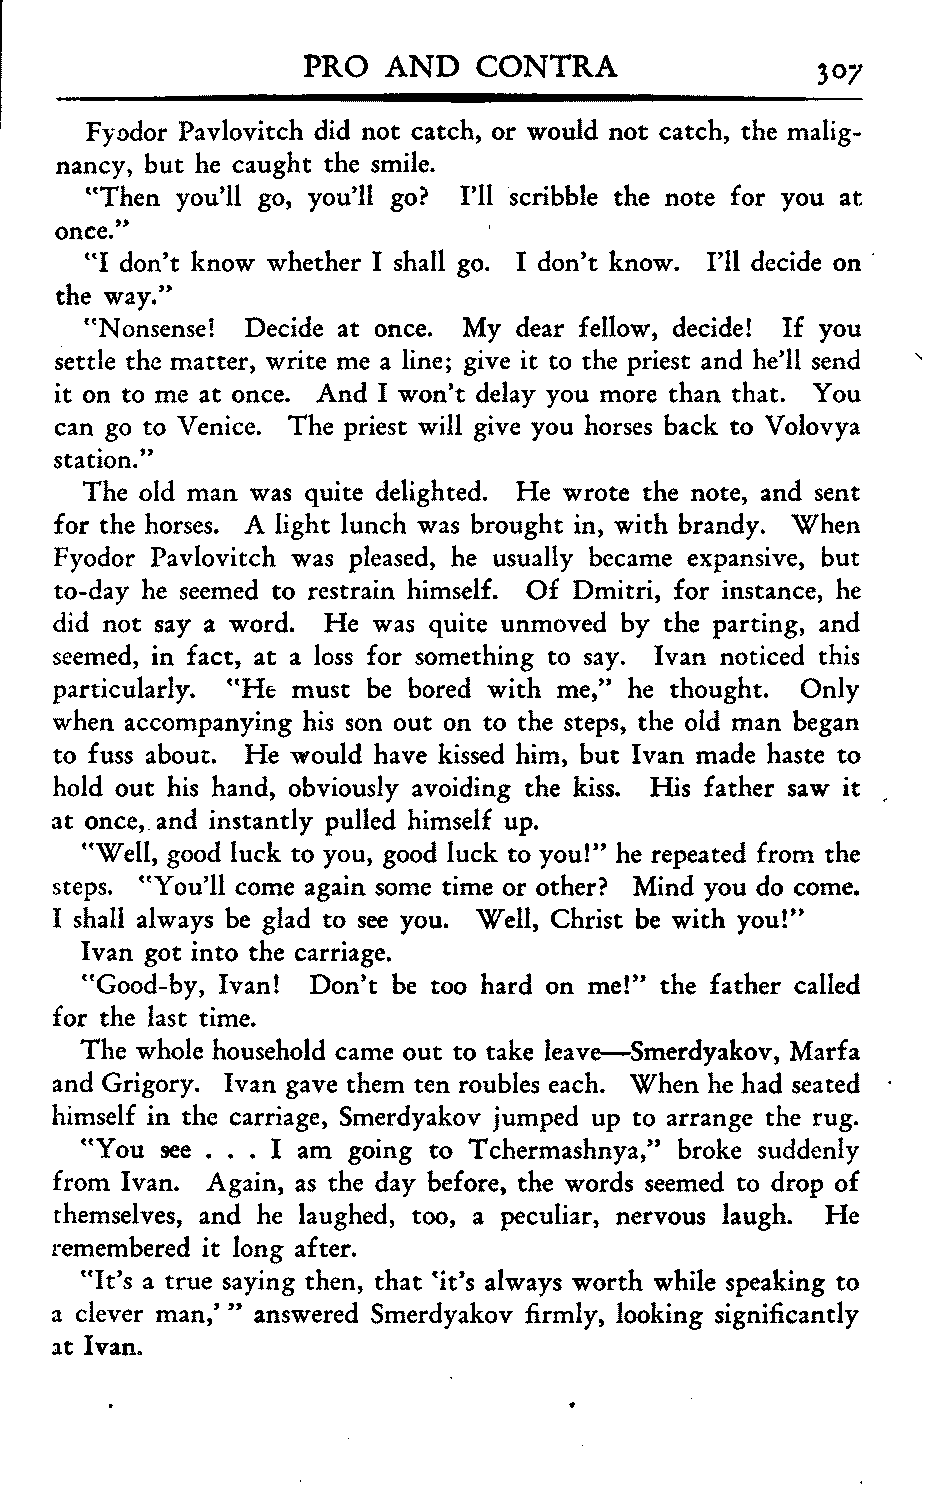 PRO AND CONTRA 307
Fyodor Pavlovitch did not catch, or would not catch, the malig-
nancy, but he caught the smile.
"Then you'll go, you'll go? I'll scribble the note for you at
once."
"I don't know whether I shall go. I don't know. I'll decide on
the way."
"Nonsense! Decide at once. My dear fellow, decide! If you
settle the matter, write me a line; give it to the priest and he'll send
it on to me at once. And I won't delay you more than that. You
can go to Venice. The priest will give you horses back to Volovya
station."
The old man was quite delighted. He wrote the note, and sent
for the horses. A light lunch was brought in, with brandy. When
Fyodor Pavlovitch was pleased, he usually became expansive, but
to-day he seemed to restrain himself. Of Dmitri, for instance, he
did not say a word. He was quite unmoved by the parting, and
seemed, in fact, at a loss for something to say. Ivan noticed this
particularly. "He must be bored with me," he thought. Only
when accompanying his son out on to the steps, the old man began
to fuss about. He would have kissed him, but Ivan made haste to
hold out his hand, obviously avoiding the kiss. His father saw it
at once, and instantly pulled himself up.
"Well, good luck to you, good luck to you!" he repeated from the
steps. "You'll come again some time or other? Mind you do come.
I shall always be glad to see you. Well, Christ be with you!"
Ivan got into the carriage.
"Good-by, Ivan! Don't be too hard on me!" the father called
for the last time.
The whole household came out to take leave—Smerdyakov, Marfa
and Grigory. Ivan gave them ten roubles each. When he had seated
himself in the carriage, Smerdyakov jumped up to arrange the rug.
"You see . . . I am going to Tchermashnya," broke suddenly
from Ivan. Again, as the day before, the words seemed to drop of
themselves, and he laughed, too, a peculiar, nervous laugh. He
remembered it long after.
"It's a true saying then, that 'it's always worth while speaking to
a clever man,' " answered Smerdyakov firmly, looking significantly
at Ivan.